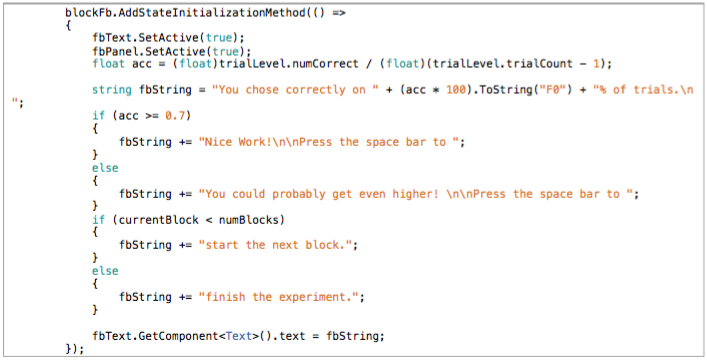 blockFb.AddStateInitializationMethod(() =>
{
fbText.SetActive(true);
fbPanel.SetActive(true);
float acc = (float)trialLevel.numCorrect / (float)(trialLevel.trialCount - 1);
string fbString = "You chose correctly on " + (acc * 100).ToString("F0") + "% of trials.\n
";
if (acc >= 0.7)
{
fbString += "Nice Work!\n\nPress the space bar to ";
}
else
{
fbString += "You could probably get even higher! \n\nPress the space bar to ";
}
if (currentBlock < numBlocks)
{
fbString += "start the next block.";
}
else
{
fbString += "finish the experiment.";
}
fbText.GetComponent<Text>().text = fbString;
});